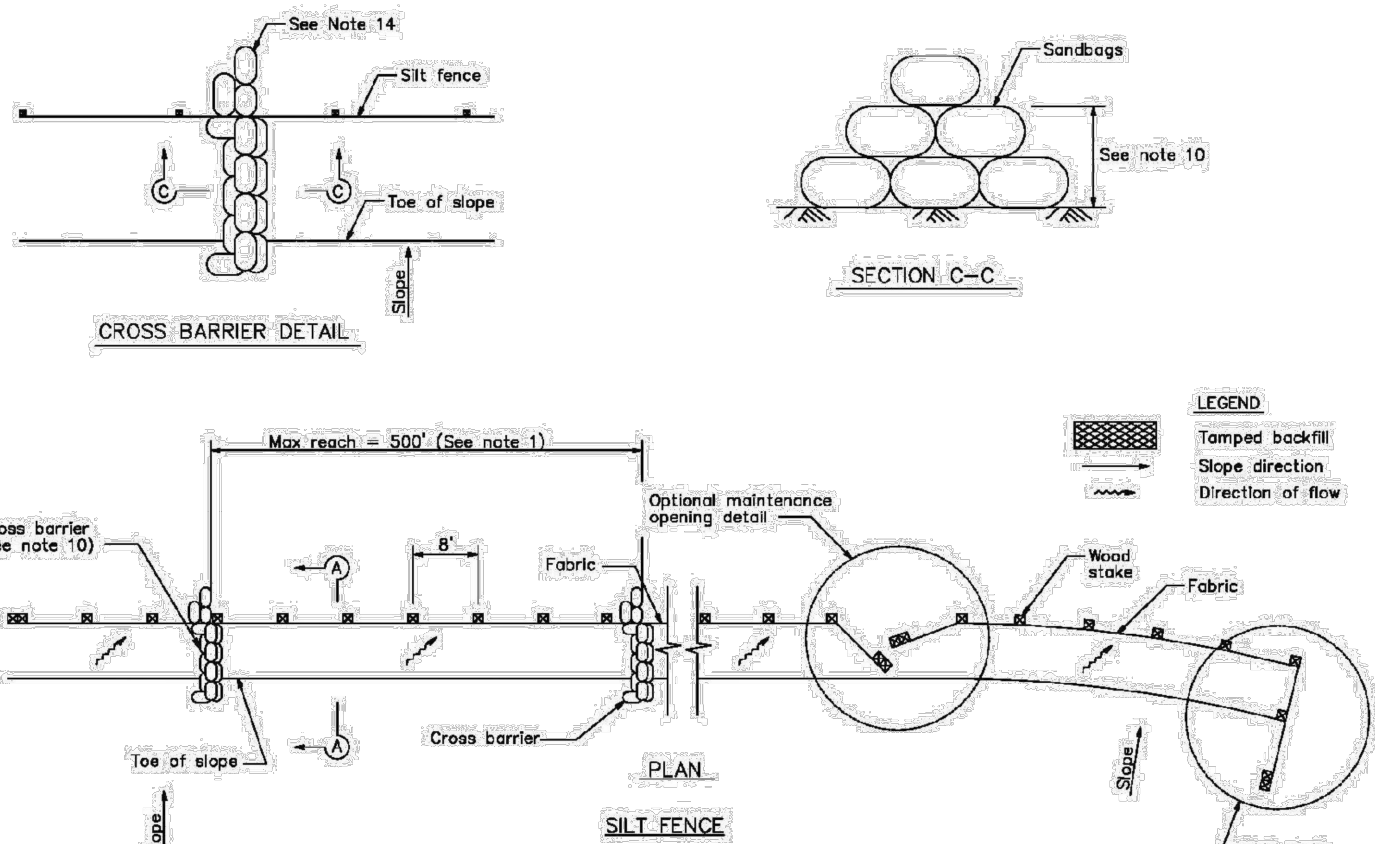 See Note 14
Silt fence
C
C
Toe of slope
Slope
CROSS BARRIER DETAIL
Sandbags
See note 10
SECTION C-C
LEGEND
Tamped backfill
Slope direction
Direction of flow
Max reach = 500' (See note 1)
oss barrier
ee note 10)
8'
A
Fabric
Optional maintenance
opening detail
Wood
stake
Fabric
A
Cross barrier
Toe of slope
ope
Slope
PLAN
SILT FENCE